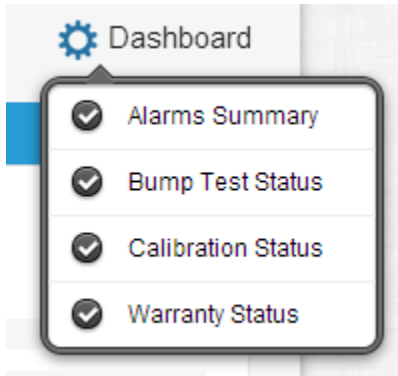 Dashboard
Alarms Summary
Bump Test Status
Calibration Status
Warranty Status